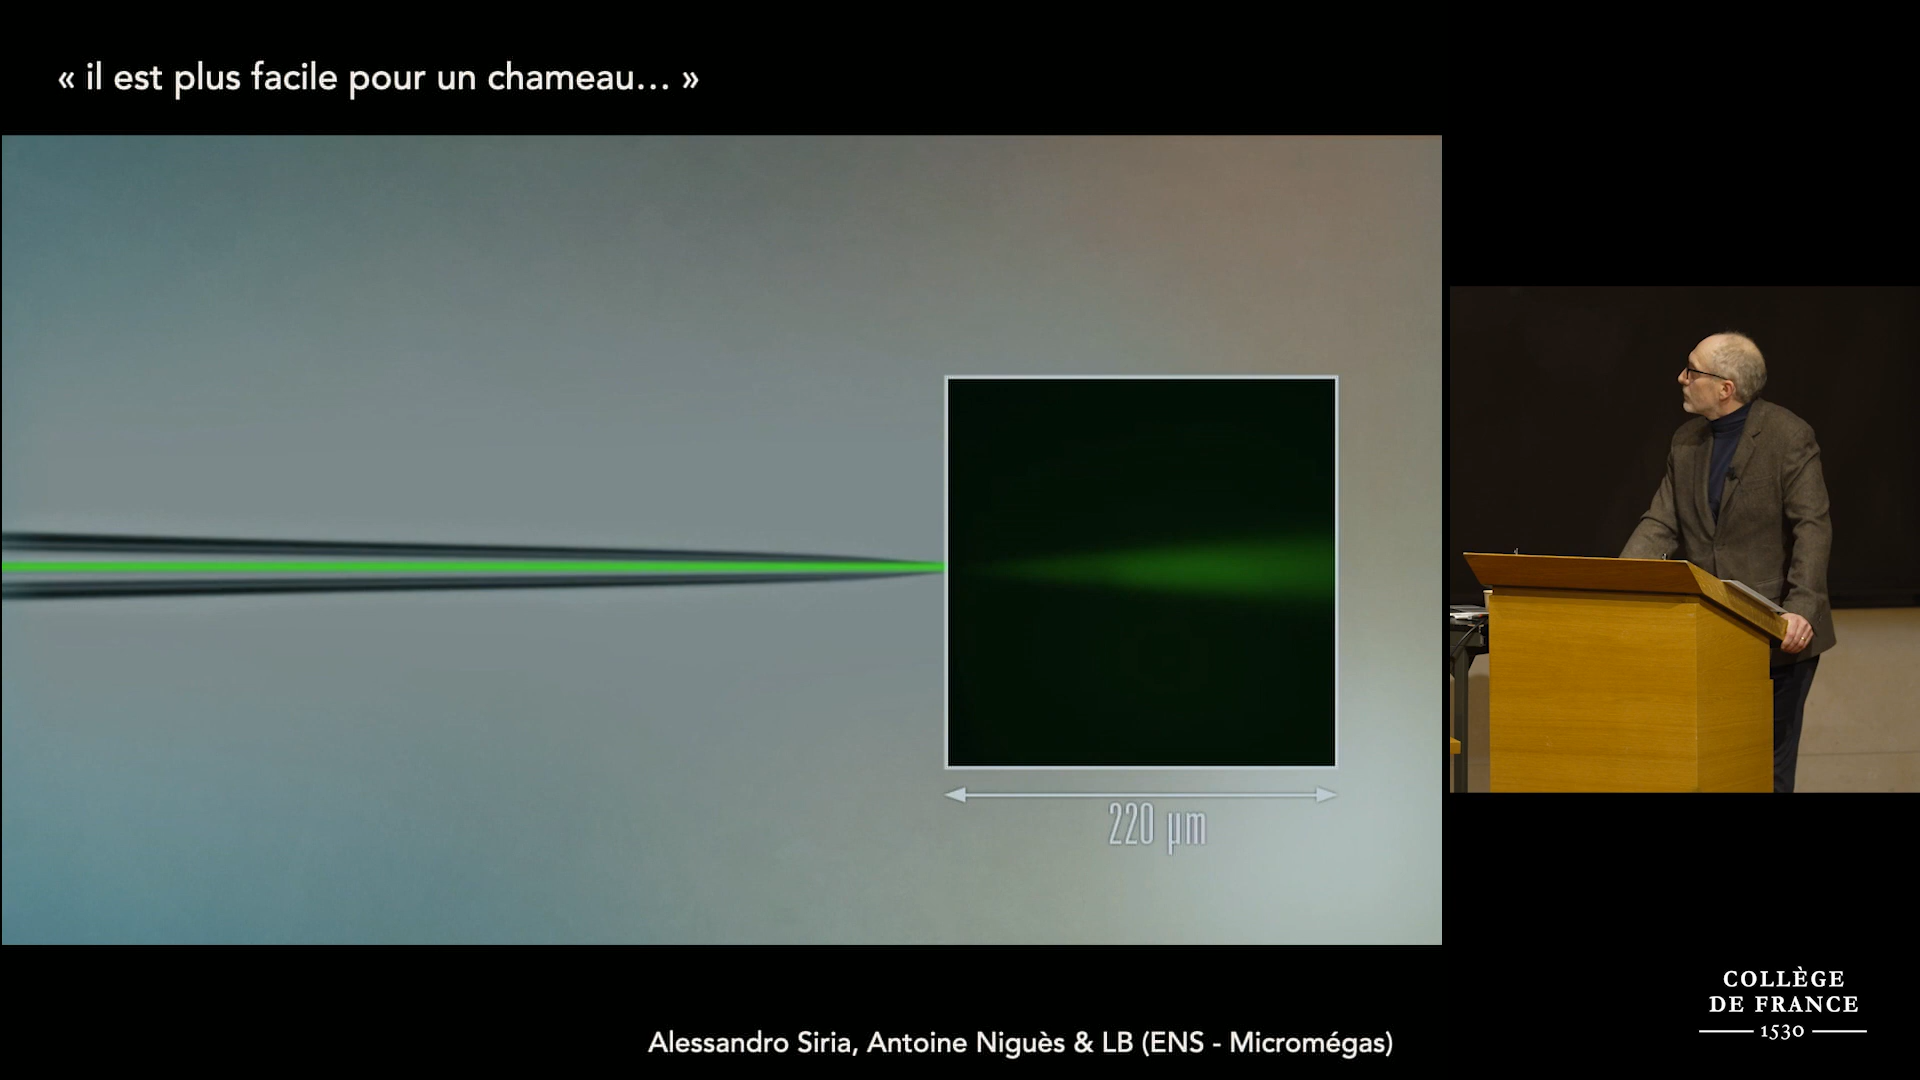 « il est plus facile pour un chameau... »
220 µm
Alessandro Siria, Antoine Niguès & LB (ENS - Micromégas)
COLLÈGE
DE FRANCE
1530